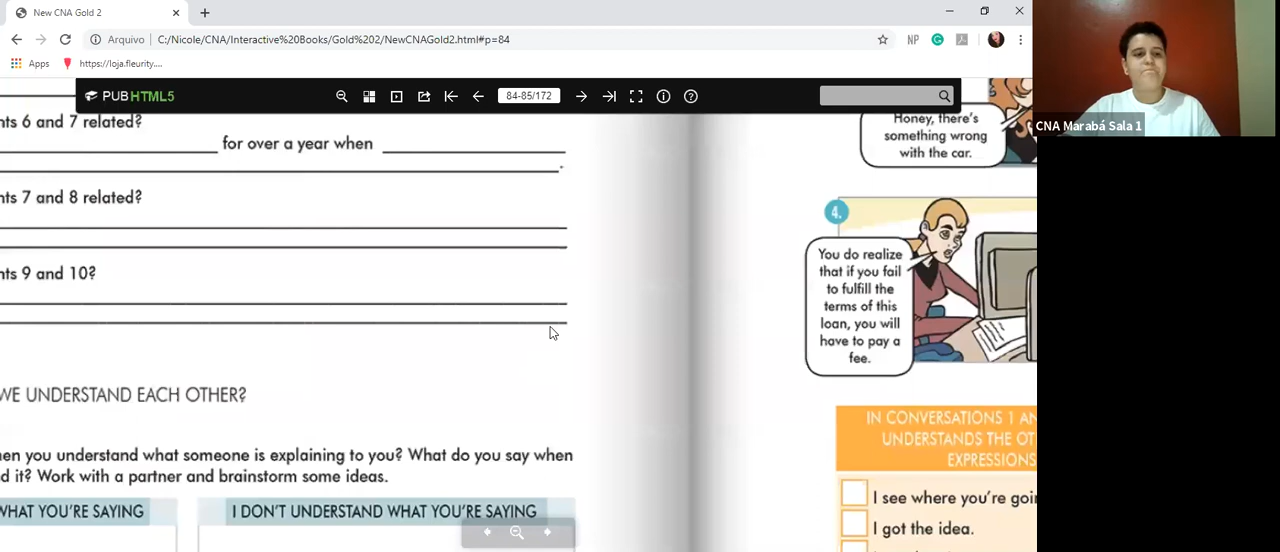 New CNA Gold 2
Arquivo
C:/Nicole/CNA/Interactive%20Books/Gold%202/NewCNAGold2.html#p=84
NP
Apps
https://loja.fleurity....
PUBHTML5
84-85/172
nts 6 and 7 related?
for over a year when
.
nts 7 and 8 related?
nts 9 and 10?
WE UNDERSTAND EACH OTHER?
en you understand what someone is explaining to you? What do you say when
d it? Work with a partner and brainstorm some ideas.
WHAT YOU'RE SAYING
I DON'T UNDERSTAND WHAT YOU'RE SAYING
Honey, there's
something wrong
with the car.
4.
You do realize
that if you fail
to fulfill the
terms of this
loan, you will
have to pay a
fee.
IN CONVERSATIONS 1 AN
UNDERSTANDS THE OT
EXPRESSIONS
I see where you're goi
I got the idea.
CNA Marabá Sala 1